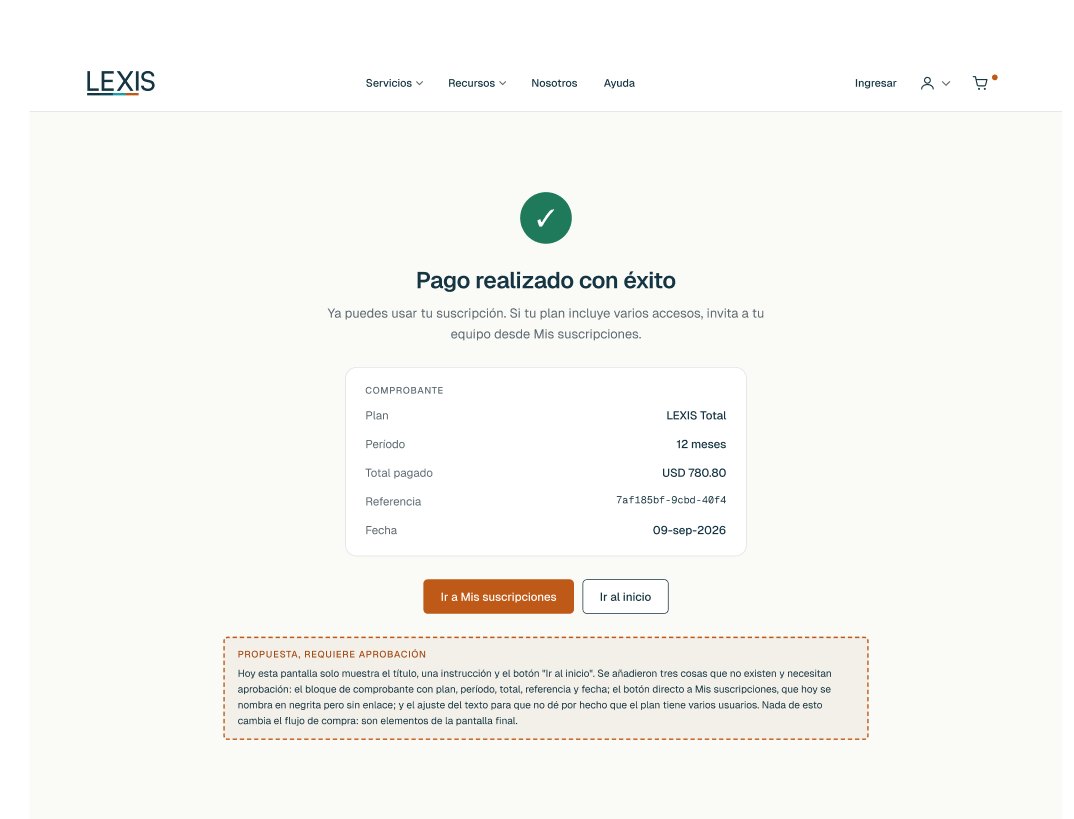 LEXIS
Servicios
Recursos
Nosotros
Ayuda
Ingresar
✓
Pago realizado con éxito
Ya puedes usar tu suscripción. Si tu plan incluye varios accesos, invita a tu
equipo desde Mis suscripciones.
COMPROBANTE
Plan LEXIS Total
Período 12 meses
Total pagado USD 780.80
Referencia 7af185bf-9cbd-40f4
Fecha 09-sep-2026
Ir a Mis suscripciones
Ir al inicio
PROPUESTA, REQUIERE APROBACIÓN
Hoy esta pantalla solo muestra el título, una instrucción y el botón "Ir al inicio". Se añadieron tres cosas que no existen y necesitan
aprobación: el bloque de comprobante con plan, período, total, referencia y fecha; el botón directo a Mis suscripciones, que hoy se
nombra en negrita pero sin enlace; y el ajuste del texto para que no dé por hecho que el plan tiene varios usuarios. Nada de esto
cambia el flujo de compra: son elementos de la pantalla final.